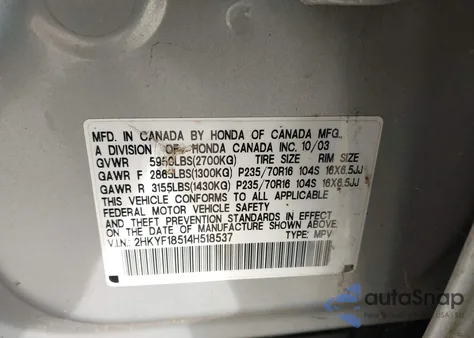 MFD. IN CANADA BY HONDA OF CANADA MFG.,
A DIVISION OF HONDA CANADA INC. 10/03
GVWR 5950LBS(2700KG) TIRE SIZE RIM SIZE
GAWR F 2865LBS(1300KG) P235/70R16 104S 16X6.5JJ
GAWR R 3155LBS(1430KG) P235/70R16 104S 16X6.5JJ
THIS VEHICLE CONFORMS TO ALL APPLICABLE
FEDERAL MOTOR VEHICLE SAFETY AND
THEFT PREVENTION STANDARDS IN EFFECT ON
THE DATE OF MANUFACTURE SHOWN ABOVE.
V.I.N.: 2HKYF18514H518537 TYPE: MPV
autoSnap